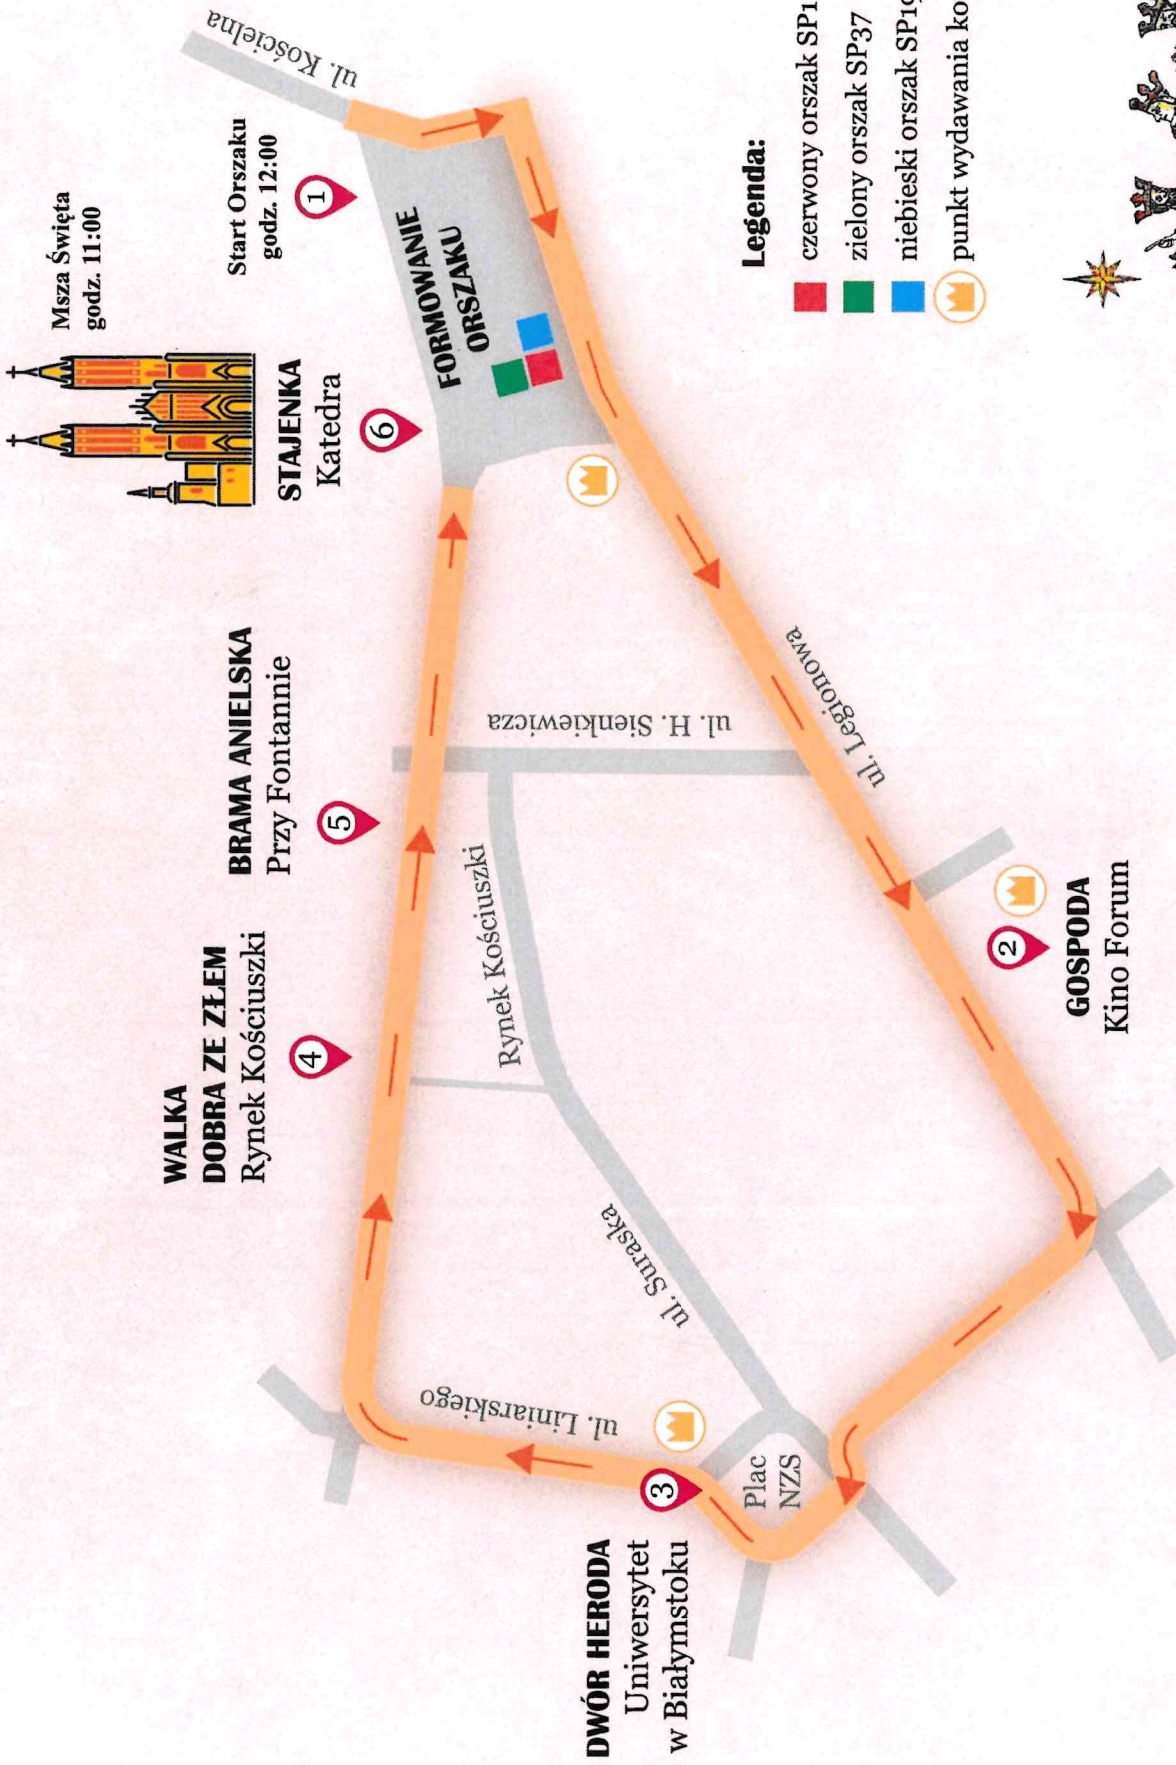 Msza Święta
godz. 11:00
Start Orszaku
godz. 12:00
1
ul. Kościelna
STAJENKA
Katedra
6
FORMOWANIE
ORSZAKU
BRAMA ANIELSKA
Przy Fontannie
5
WALKA
DOBRA ZE ZŁEM
Rynek Kościuszki
4
Rynek Kościuszki
ul. H. Sienkiewicza
ul. Legionowa
ul. Suraska
ul. Liniarskiego
DWÓR HERODA
Uniwersytet
w Białymstoku
3
Plac
NZS
2
GOSPODA
Kino Forum
Legenda:
czerwony orszak
zielony orszak SP37
niebieski orszak
punkt wydawania